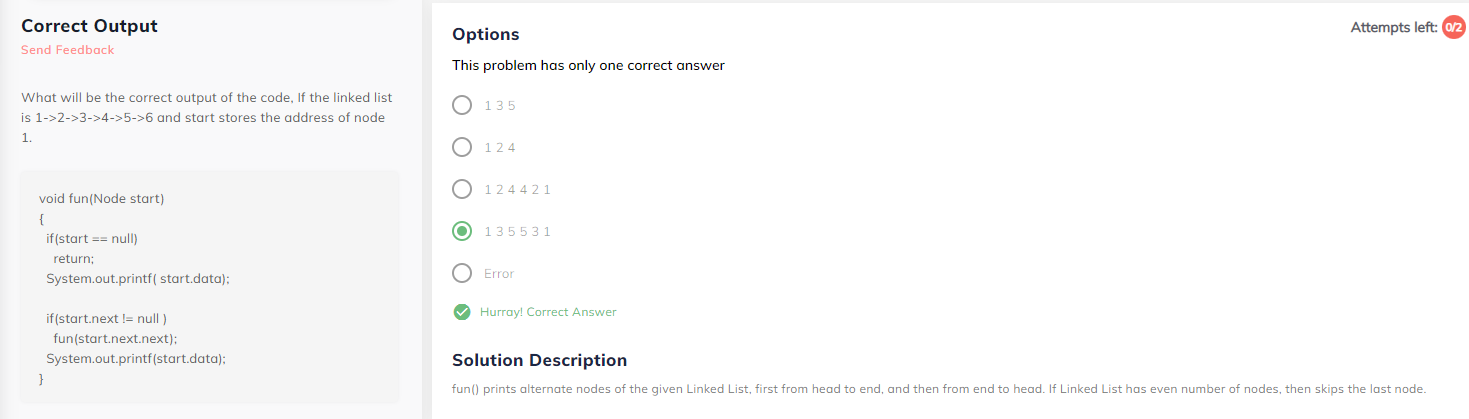 Correct Output
Send Feedback
What will be the correct output of the code, If the linked list
is 1->2->3->4->5->6 and start stores the address of node
1.
void fun(Node start)
{
if(start == null)
return;
System.out.printf( start.data);
if(start.next != null )
fun(start.next.next);
System.out.printf(start.data);
}
Attempts left: 0/2
Options
This problem has only one correct answer
1 3 5
1 2 4
1 2 4 4 2 1
1 3 5 5 3 1
Error
Hurray! Correct Answer
Solution Description
fun() prints alternate nodes of the given Linked List, first from head to end, and then from end to head. If Linked List has even number of nodes, then skips the last node.